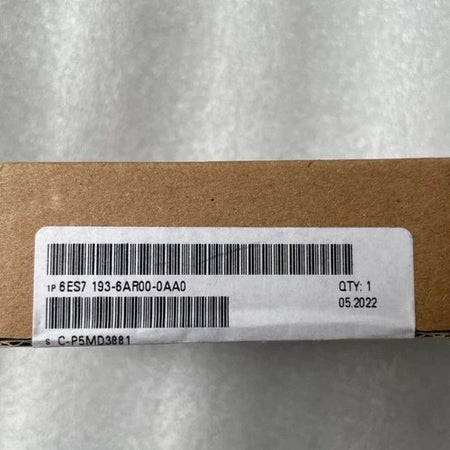 1P 6ES7 193-6AR00-0AA0
QTY: 1
05.2022
S C-P5MD3881